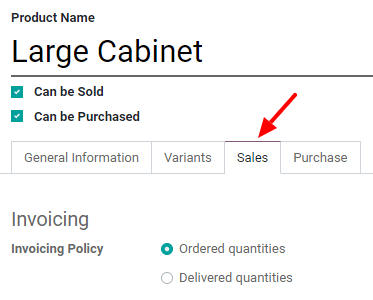 Product Name
Large Cabinet
Can be Sold
Can be Purchased
General Information Variants Sales Purchase
Invoicing
Invoicing Policy Ordered quantities
Delivered quantities